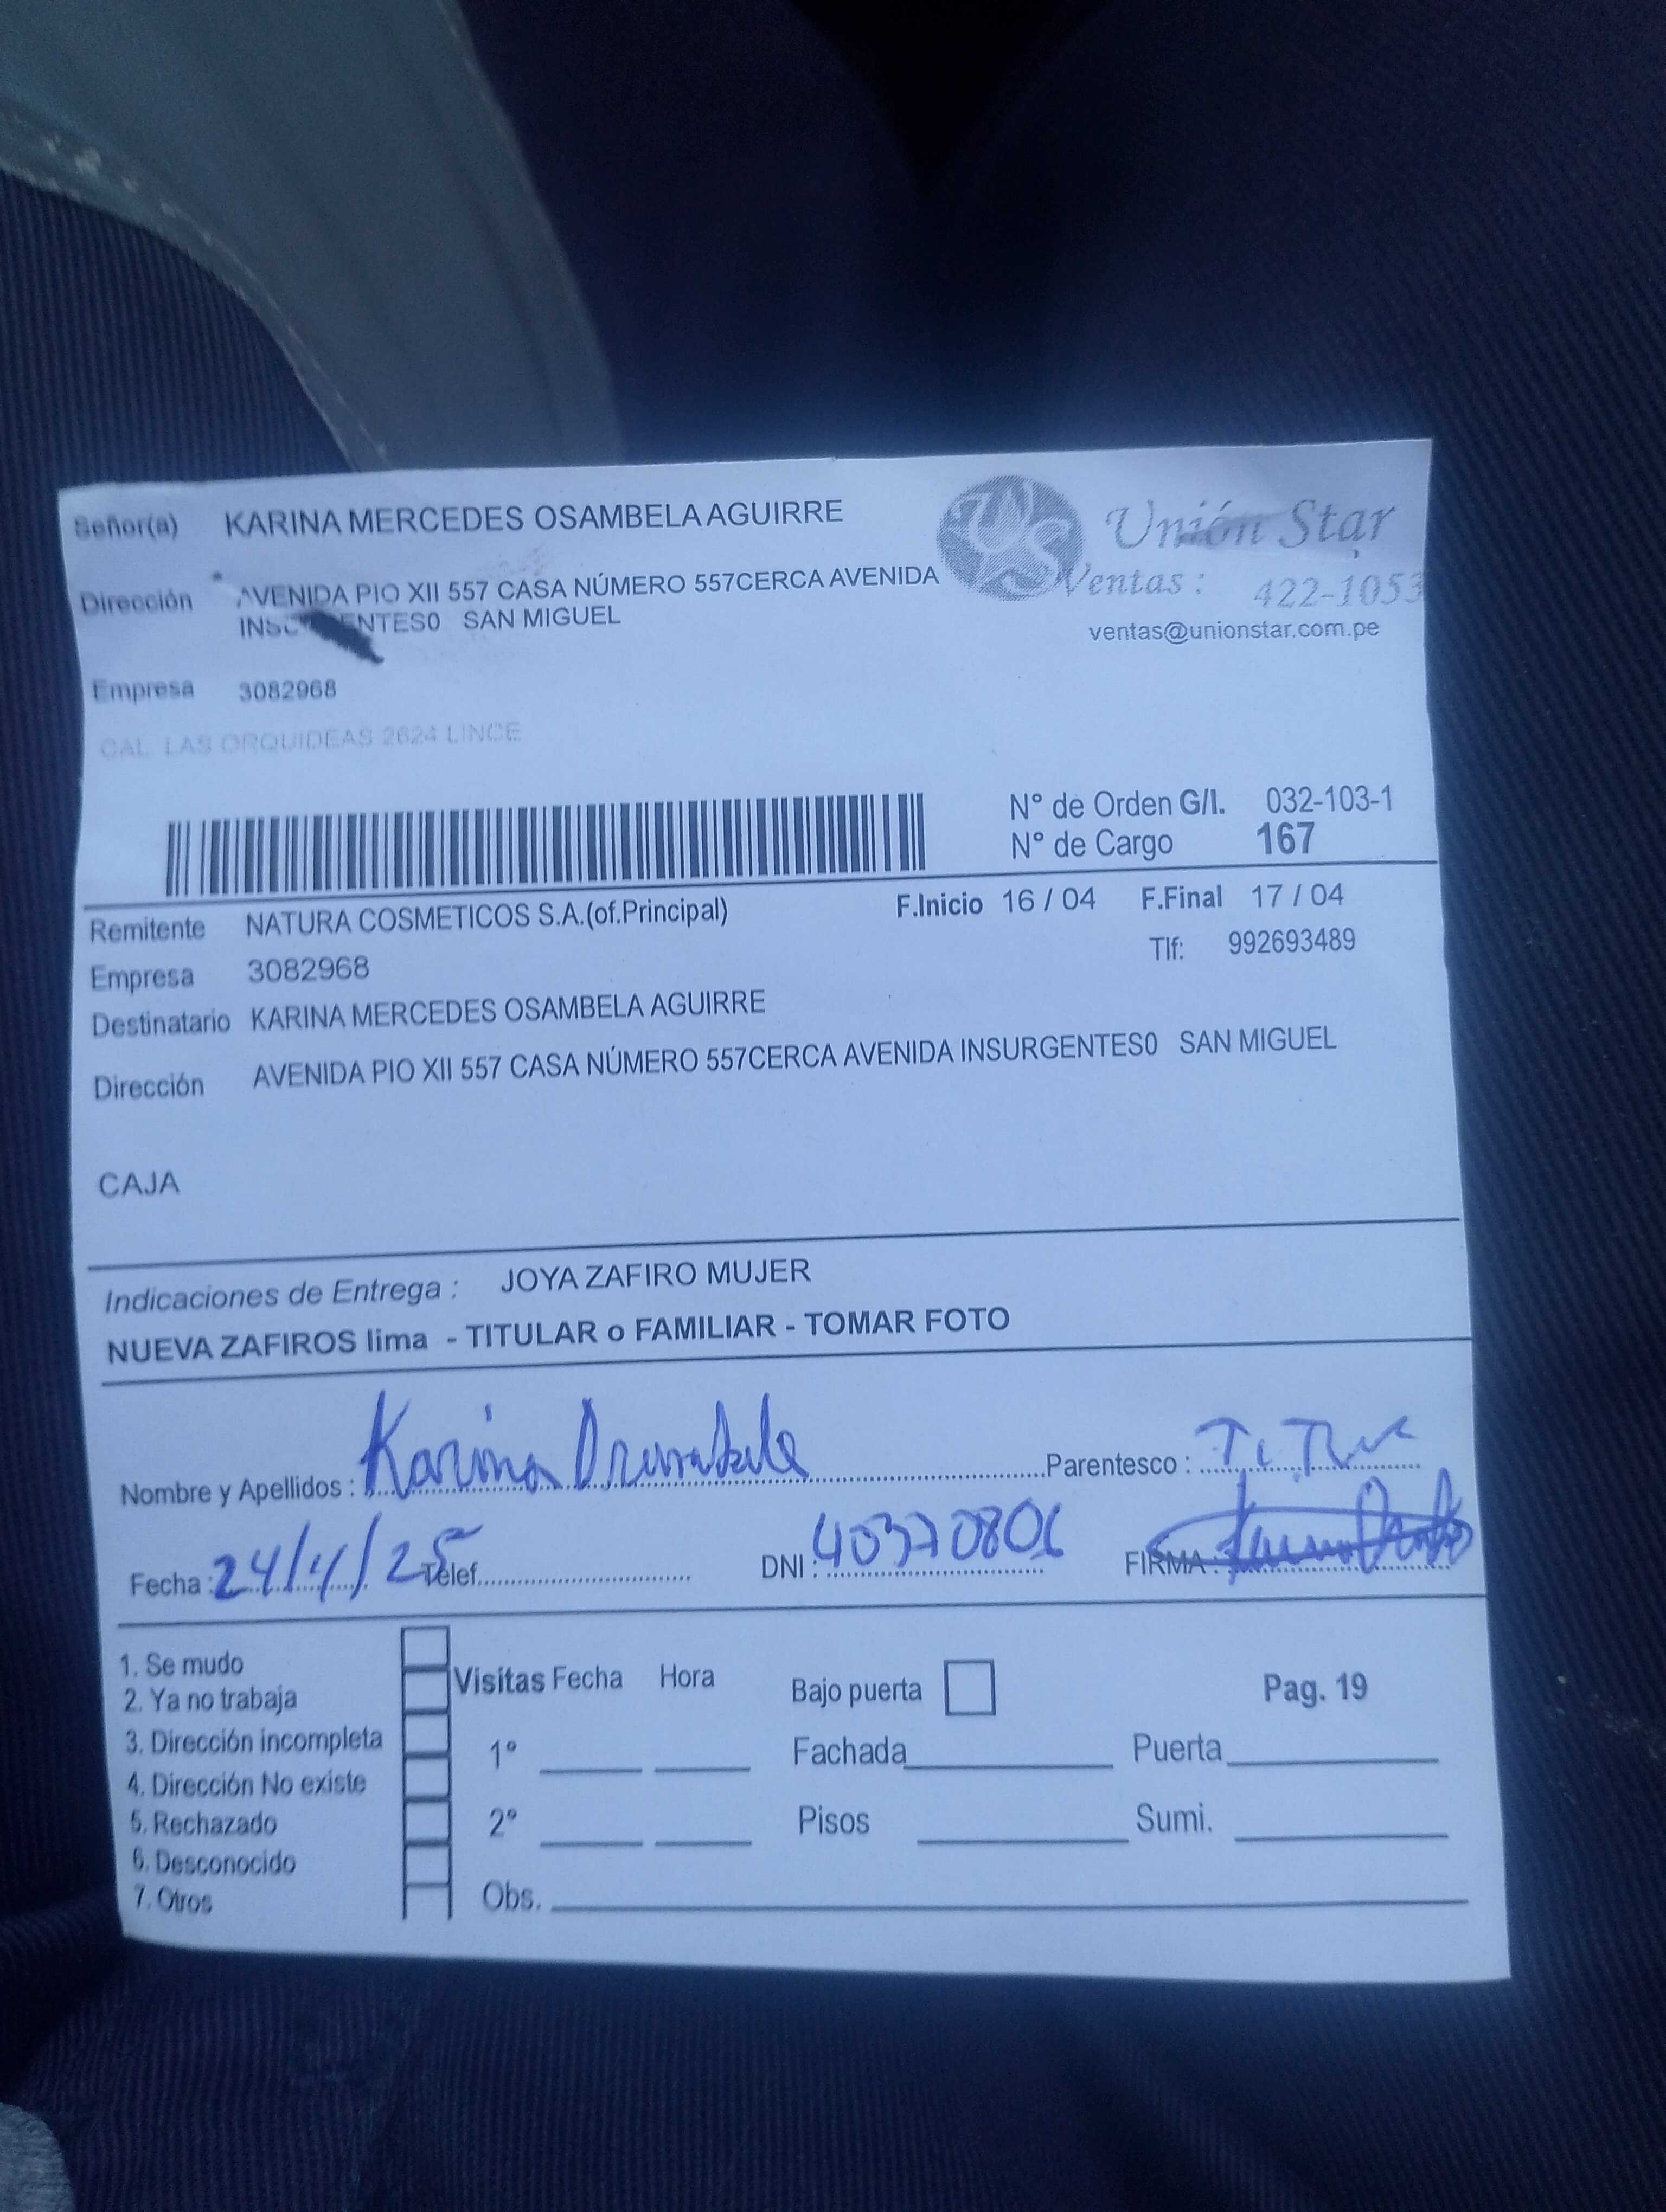 Señor(a) KARINA MERCEDES OSAMBELA AGUIRRE
Unión Star
Dirección AVENIDA PIO XII 557 CASA NÚMERO 557CERCA AVENIDA
Ventas : 422-1053
ENTES0 SAN MIGUEL
ventas@unionstar.com.pe
Empresa 3082968
CAL. LAS ORQUIDEAS 2624 LINCE
N° de Orden G/I. 032-103-1
N° de Cargo 167
Remitente NATURA COSMETICOS S.A.(of.Principal) F.Inicio 16 / 04 F.Final 17 / 04
Empresa 3082968 Tlf: 992693489
Destinatario KARINA MERCEDES OSAMBELA AGUIRRE
Dirección AVENIDA PIO XII 557 CASA NÚMERO 557CERCA AVENIDA INSURGENTES0 SAN MIGUEL
CAJA
Indicaciones de Entrega : JOYA ZAFIRO MUJER
NUEVA ZAFIROS lima - TITULAR o FAMILIAR - TOMAR FOTO
Nombre y Apellidos : Karina Parentesco :
Fecha : 24/4/25 Telef. DNI : 40370806 FIRMA :
1. Se mudo
2. Ya no trabaja
3. Dirección incompleta
4. Dirección No existe
5. Rechazado
6. Desconocido
7. Otros
Visitas Fecha Hora
1°
2°
Obs.
Bajo puerta Pag. 19
Fachada Puerta
Pisos Sumi.